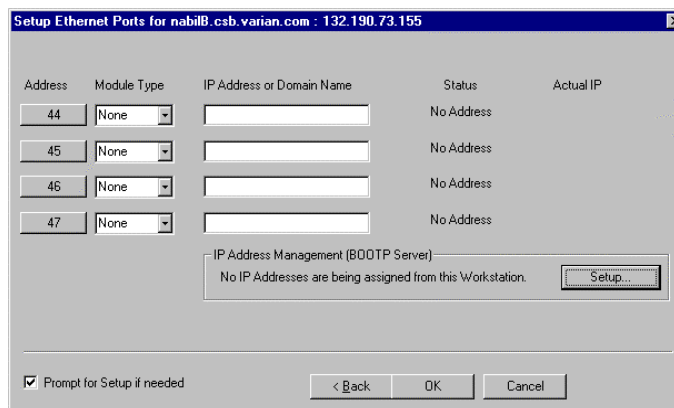 Setup Ethernet Ports for nabilB.csb.varian.com : 132.190.73.155
Address Module Type IP Address or Domain Name Status Actual IP
44 None No Address
45 None No Address
46 None No Address
47 None No Address
IP Address Management (BOOTP Server)
No IP Addresses are being assigned from this Workstation. Setup...
Prompt for Setup if needed < Back OK Cancel